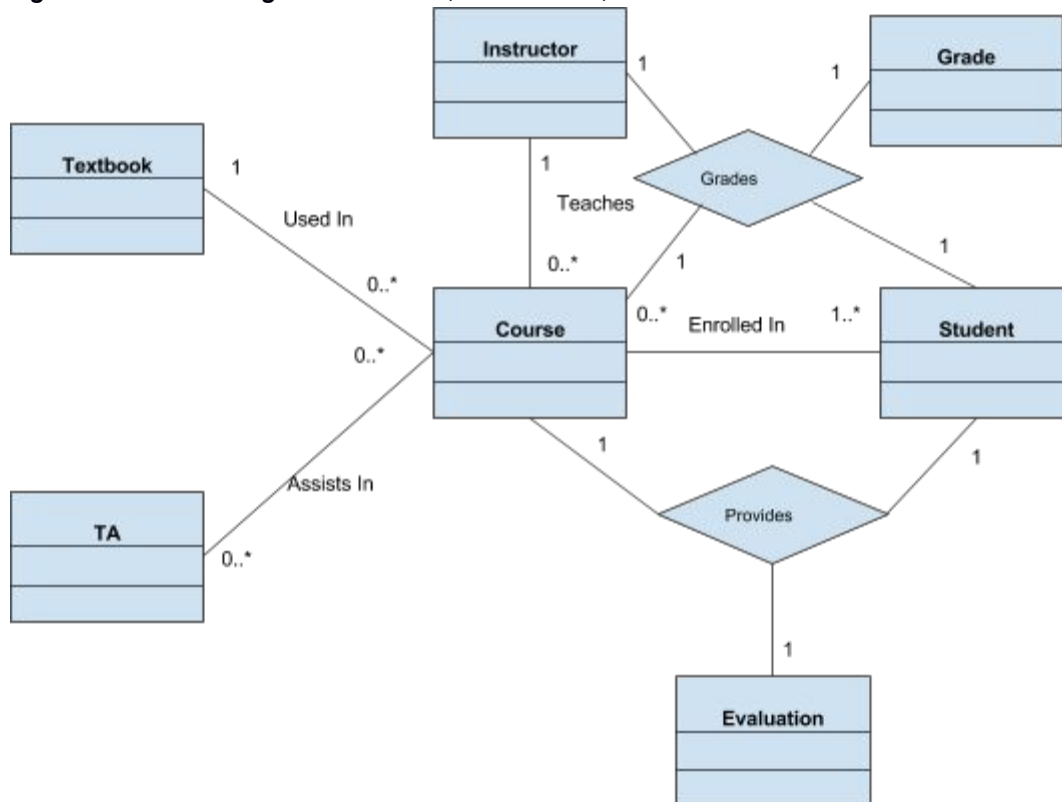 Instructor
Grade
1
1
Textbook
1
1
Grades
Used In
Teaches
1
0..*
0..*
1
0..*
Enrolled In
1..*
0..*
Course
Student
1
1
Assists In
TA
Provides
0..*
1
Evaluation